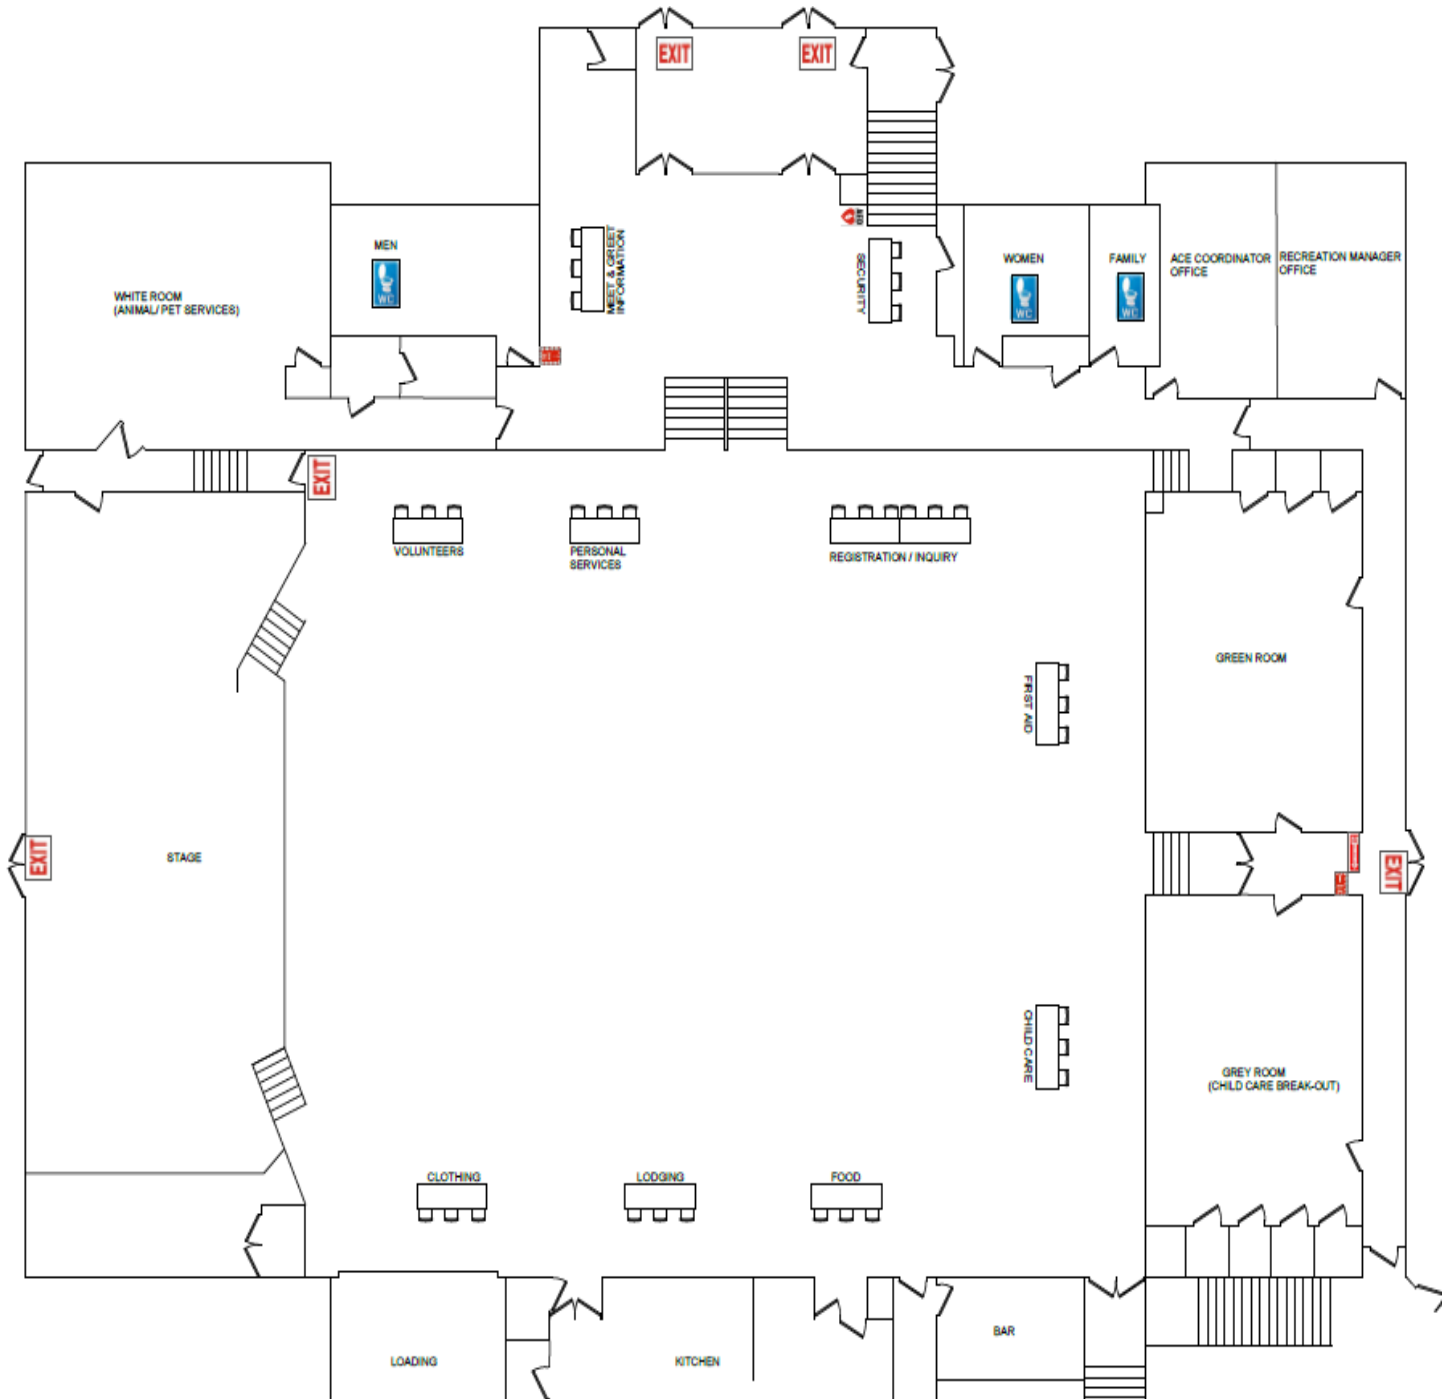 EXIT
EXIT
AED
MEN
WC
MEET & GREET
INFORMATION
SECURITY
WOMEN
WC
FAMILY
WC
ACE COORDINATOR
OFFICE
RECREATION MANAGER
OFFICE
WHITE ROOM
(ANIMAL/ PET SERVICES)
EXIT
VOLUNTEERS
PERSONAL
SERVICES
REGISTRATION / INQUIRY
GREEN ROOM
FIRST AID
STAGE
EXIT
EXIT
CHILD CARE
GREY ROOM
(CHILD CARE BREAK-OUT)
CLOTHING
LODGING
FOOD
LOADING
KITCHEN
BAR